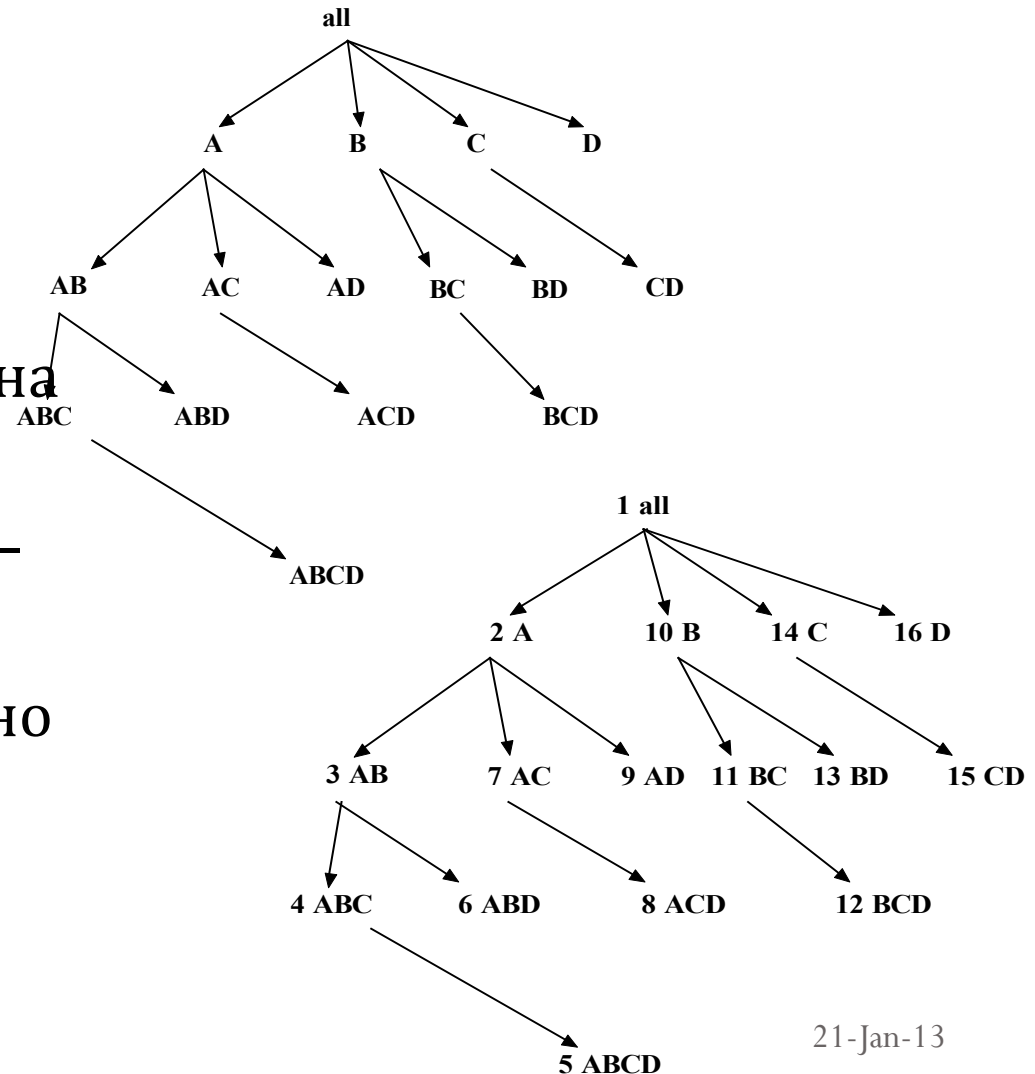 all
A B C D
AB AC AD BC BD CD
на
ABC ABD ACD BCD
–
ABCD
1 all
2 A 10 B 14 C 16 D
но
3 AB 7 AC 9 AD 11 BC 13 BD 15 CD
4 ABC 6 ABD 8 ACD 12 BCD
5 ABCD
21-Jan-13